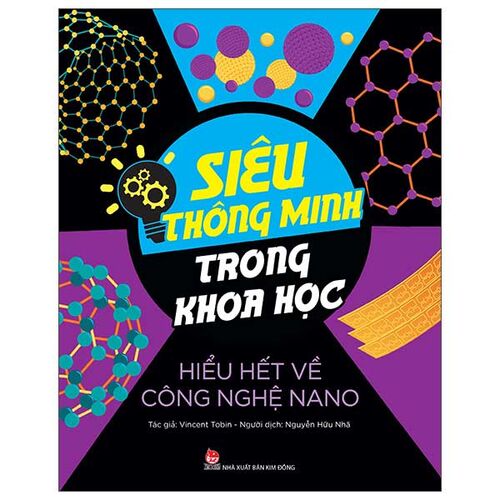 SIÊU
THÔNG MINH
TRONG
KHOA HỌC
HIỂU HẾT VỀ
CÔNG NGHỆ NANO
Tác giả: Vincent Tobin - Người dịch: Nguyễn Hữu Nhã
NHÀ XUẤT BẢN KIM ĐỒNG